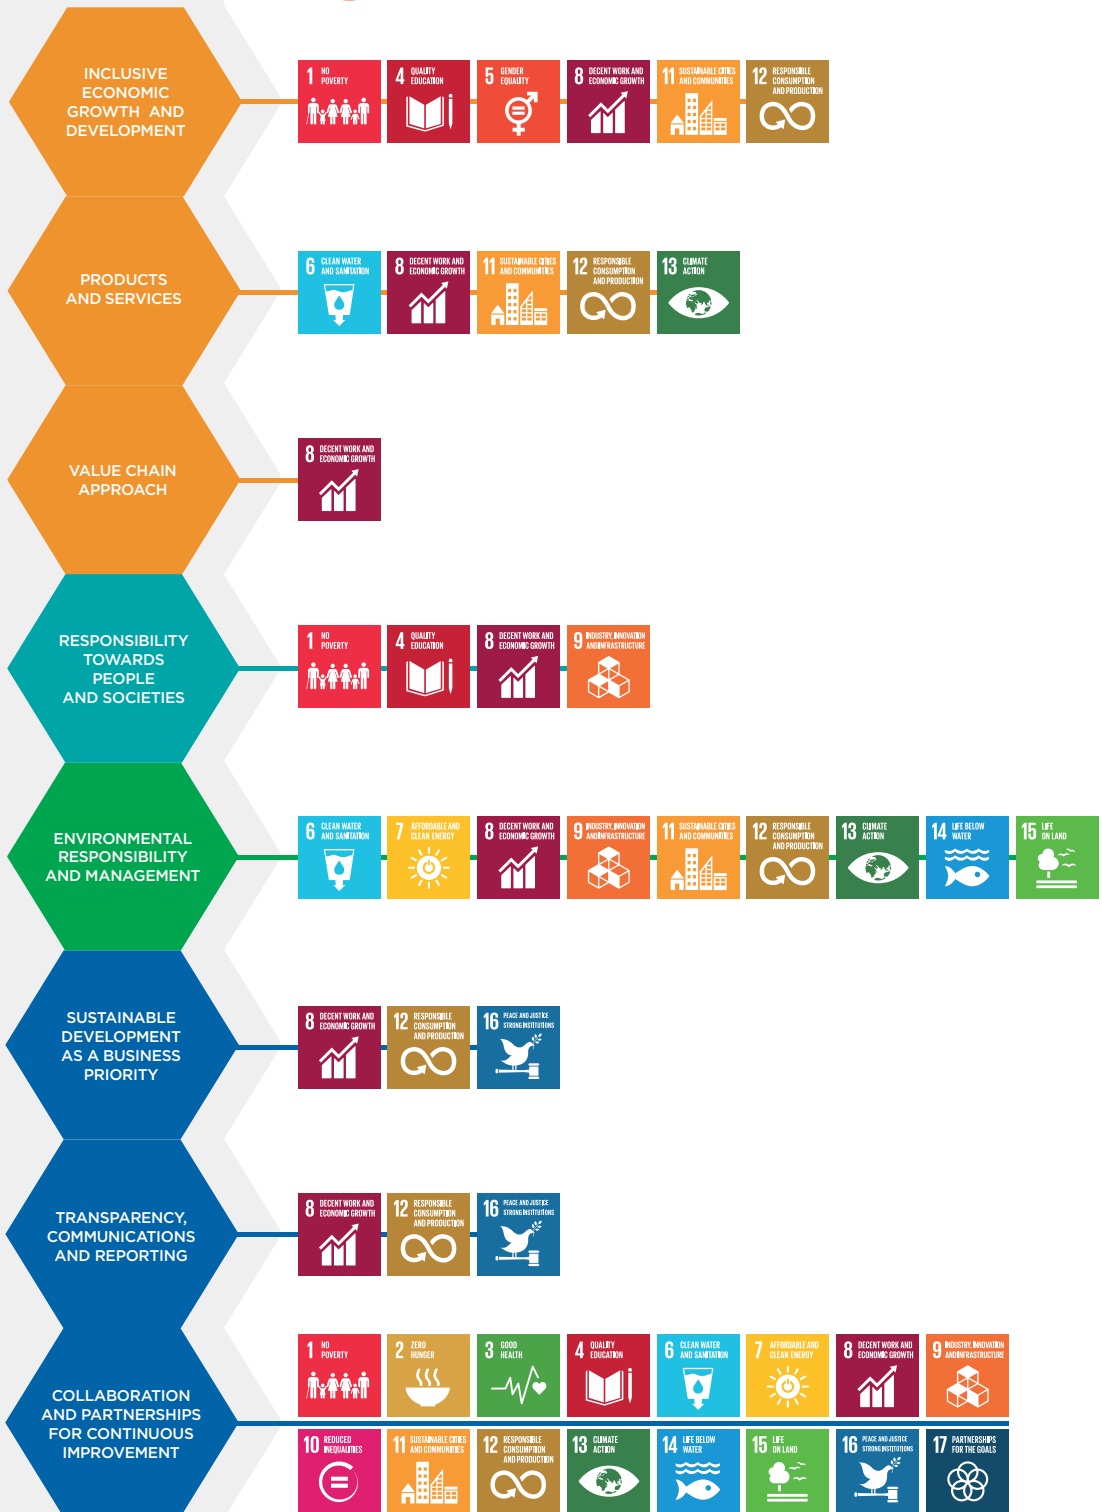 INCLUSIVE
ECONOMIC
GROWTH AND
DEVELOPMENT
1 NO
POVERTY
4 QUALITY
EDUCATION
5 GENDER
EQUALITY
8 DECENT WORK AND
ECONOMIC GROWTH
11 SUSTAINABLE CITIES
AND COMMUNITIES
12 RESPONSIBLE
CONSUMPTION
AND PRODUCTION
PRODUCTS
AND SERVICES
6 CLEAN WATER
AND SANITATION
8 DECENT WORK AND
ECONOMIC GROWTH
11 SUSTAINABLE CITIES
AND COMMUNITIES
12 RESPONSIBLE
CONSUMPTION
AND PRODUCTION
13 CLIMATE
ACTION
VALUE CHAIN
APPROACH
8 DECENT WORK AND
ECONOMIC GROWTH
RESPONSIBILITY
TOWARDS
PEOPLE
AND SOCIETIES
1 NO
POVERTY
4 QUALITY
EDUCATION
8 DECENT WORK AND
ECONOMIC GROWTH
9 INDUSTRY, INNOVATION
AND INFRASTRUCTURE
ENVIRONMENTAL
RESPONSIBILITY
AND MANAGEMENT
6 CLEAN WATER
AND SANITATION
7 AFFORDABLE AND
CLEAN ENERGY
8 DECENT WORK AND
ECONOMIC GROWTH
9 INDUSTRY, INNOVATION
AND INFRASTRUCTURE
11 SUSTAINABLE CITIES
AND COMMUNITIES
12 RESPONSIBLE
CONSUMPTION
AND PRODUCTION
13 CLIMATE
ACTION
14 LIFE BELOW
WATER
15 LIFE
ON LAND
SUSTAINABLE
DEVELOPMENT
AS A BUSINESS
PRIORITY
8 DECENT WORK AND
ECONOMIC GROWTH
12 RESPONSIBLE
CONSUMPTION
AND PRODUCTION
16 PEACE AND JUSTICE
STRONG INSTITUTIONS
TRANSPARENCY,
COMMUNICATIONS
AND REPORTING
8 DECENT WORK AND
ECONOMIC GROWTH
12 RESPONSIBLE
CONSUMPTION
AND PRODUCTION
16 PEACE AND JUSTICE
STRONG INSTITUTIONS
COLLABORATION
AND PARTNERSHIPS
FOR CONTINUOUS
IMPROVEMENT
1 NO
POVERTY
2 ZERO
HUNGER
3 GOOD
HEALTH
4 QUALITY
EDUCATION
6 CLEAN WATER
AND SANITATION
7 AFFORDABLE AND
CLEAN ENERGY
8 DECENT WORK AND
ECONOMIC GROWTH
9 INDUSTRY, INNOVATION
AND INFRASTRUCTURE
10 REDUCED
INEQUALITIES
11 SUSTAINABLE CITIES
AND COMMUNITIES
12 RESPONSIBLE
CONSUMPTION
AND PRODUCTION
13 CLIMATE
ACTION
14 LIFE BELOW
WATER
15 LIFE
ON LAND
16 PEACE AND JUSTICE
STRONG INSTITUTIONS
17 PARTNERSHIPS
FOR THE GOALS